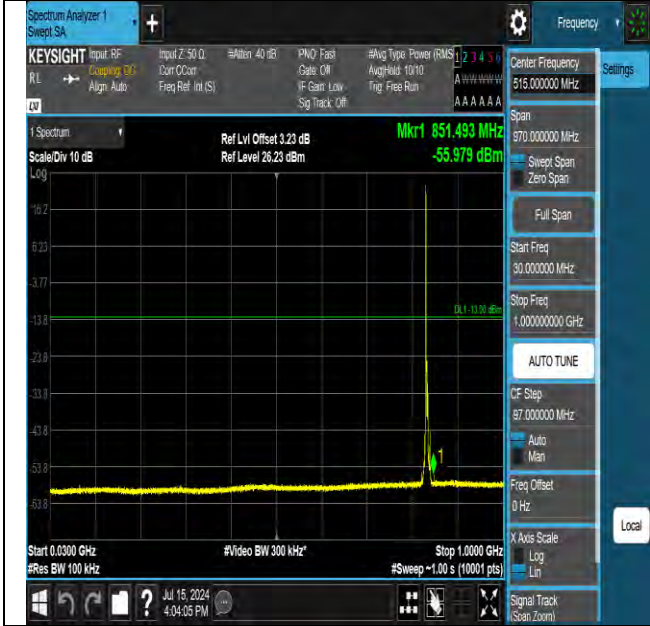 Spectrum Analyzer 1
Swept SA
+
Frequency
KEYSIGHT
Input: RF
Coupling: DC
Align: Auto
Input Z: 50 Ω
Corr CCorr
Freq Ref: Int (S)
#Atten: 40 dB
PNO: Fast
Gate: Off
IF Gain: Low
Sig Track: Off
#Avg Type: Power (RMS
Avg|Hold: 10/10
Trig: Free Run
1 2 3 4 5 6
A W W W W W
A A A A A A
RL
LW
1 Spectrum
Scale/Div 10 dB
Log
Ref Lvl Offset 3.23 dB
Ref Level 26.23 dBm
Mkr1 851.493 MHz
-55.979 dBm
16.2
6.23
-3.77
DL1 -13.00 dBm
-13.8
-23.8
-33.8
-43.8
-53.8
1
-63.8
Start 0.0300 GHz
#Video BW 300 kHz*
Stop 1.0000 GHz
#Res BW 100 kHz
#Sweep ~1.00 s (10001 pts)
?
Jul 15, 2024
4:04:05 PM
Center Frequency
515.000000 MHz
Settings
Span
970.000000 MHz
Swept Span
Zero Span
Full Span
Start Freq
30.000000 MHz
Stop Freq
1.000000000 GHz
AUTO TUNE
CF Step
97.000000 MHz
Auto
Man
Freq Offset
0 Hz
Local
X Axis Scale
Log
Lin
Signal Track
(Span Zoom)